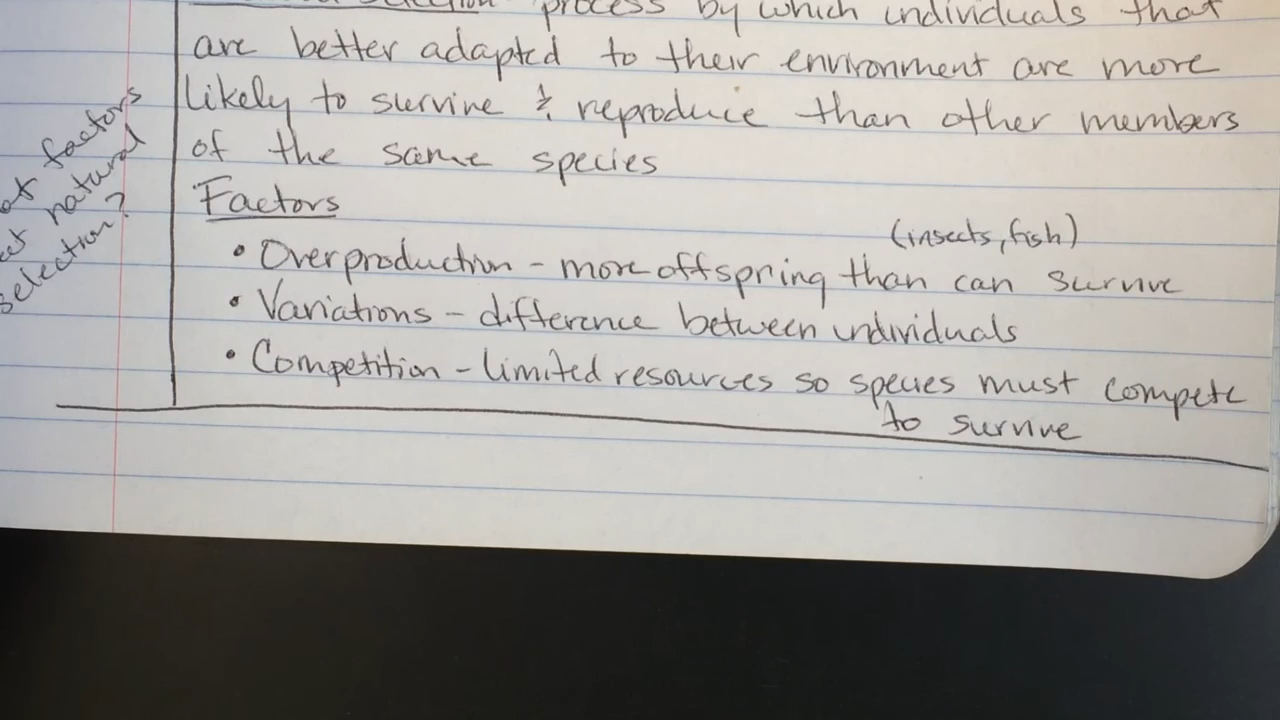 selection process by which individuals that
are better adapted to their environment are more
likely to survive & reproduce than other members
of the same species
Factors
(insects, fish)
• Overproduction - more offspring than can survive
• Variations - difference between individuals
• Competition - limited resources so species must compete
to survive
factors
natural
selection?